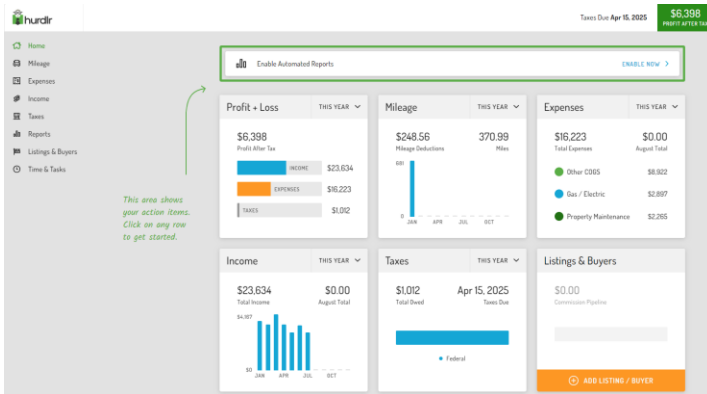 hurdlr
Taxes Due Apr 15, 2025
$6,398
PROFIT AFTER TAX
Home
Mileage
Expenses
Income
Taxes
Reports
Listings & Buyers
Time & Tasks
Enable Automated Reports
ENABLE NOW
This area shows
your action items.
Click on any row
to get started.
Profit + Loss
THIS YEAR
$6,398
Profit After Tax
INCOME $23,634
EXPENSES $16,223
TAXES $1,012
Mileage
THIS YEAR
$248.56 370.99
Mileage Deductions Miles
0
JAN APR JUL OCT
Expenses
THIS YEAR
$16,223 $0.00
Total Expenses August Total
Other COGS $8,922
Gas / Electric $2,897
Property Maintenance $2,265
Income
THIS YEAR
$23,634 $0.00
Total Income August Total
$4,167
$0
JAN APR JUL OCT
Taxes
THIS YEAR
$1,012 Apr 15, 2025
Total Owed Taxes Due
Federal
Listings & Buyers
$0.00
Commission Pipeline
ADD LISTING / BUYER